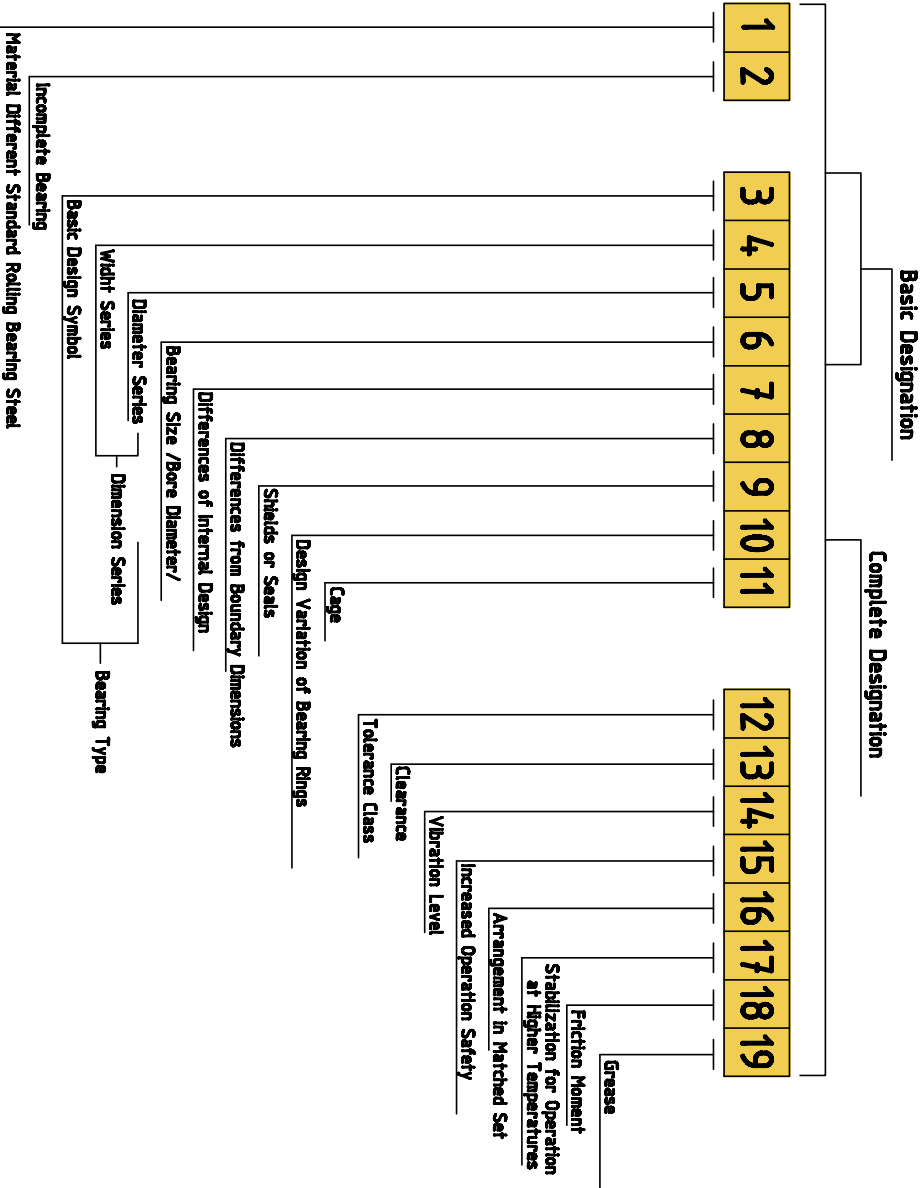 Basic Designation
Complete Designation
1 2 3 4 5 6 7 8 9 10 11 12 13 14 15 16 17 18 19
Grease
Friction Moment
Stabilization for Operation
at Higher Temperatures
Arrangement in Matched Set
Increased Operation Safety
Vibration Level
Clearance
Tolerance Class
Cage
Design Variation of Bearing Rings
Shields or Seals
Differences from Boundary Dimensions
Differences of Internal Design
Bearing Size /Bore Diameter/
Diameter Series
Dimension Series
Widht Series
Bearing Type
Basic Design Symbol
Incomplete Bearing
Material Different Standard Rolling Bearing Steel